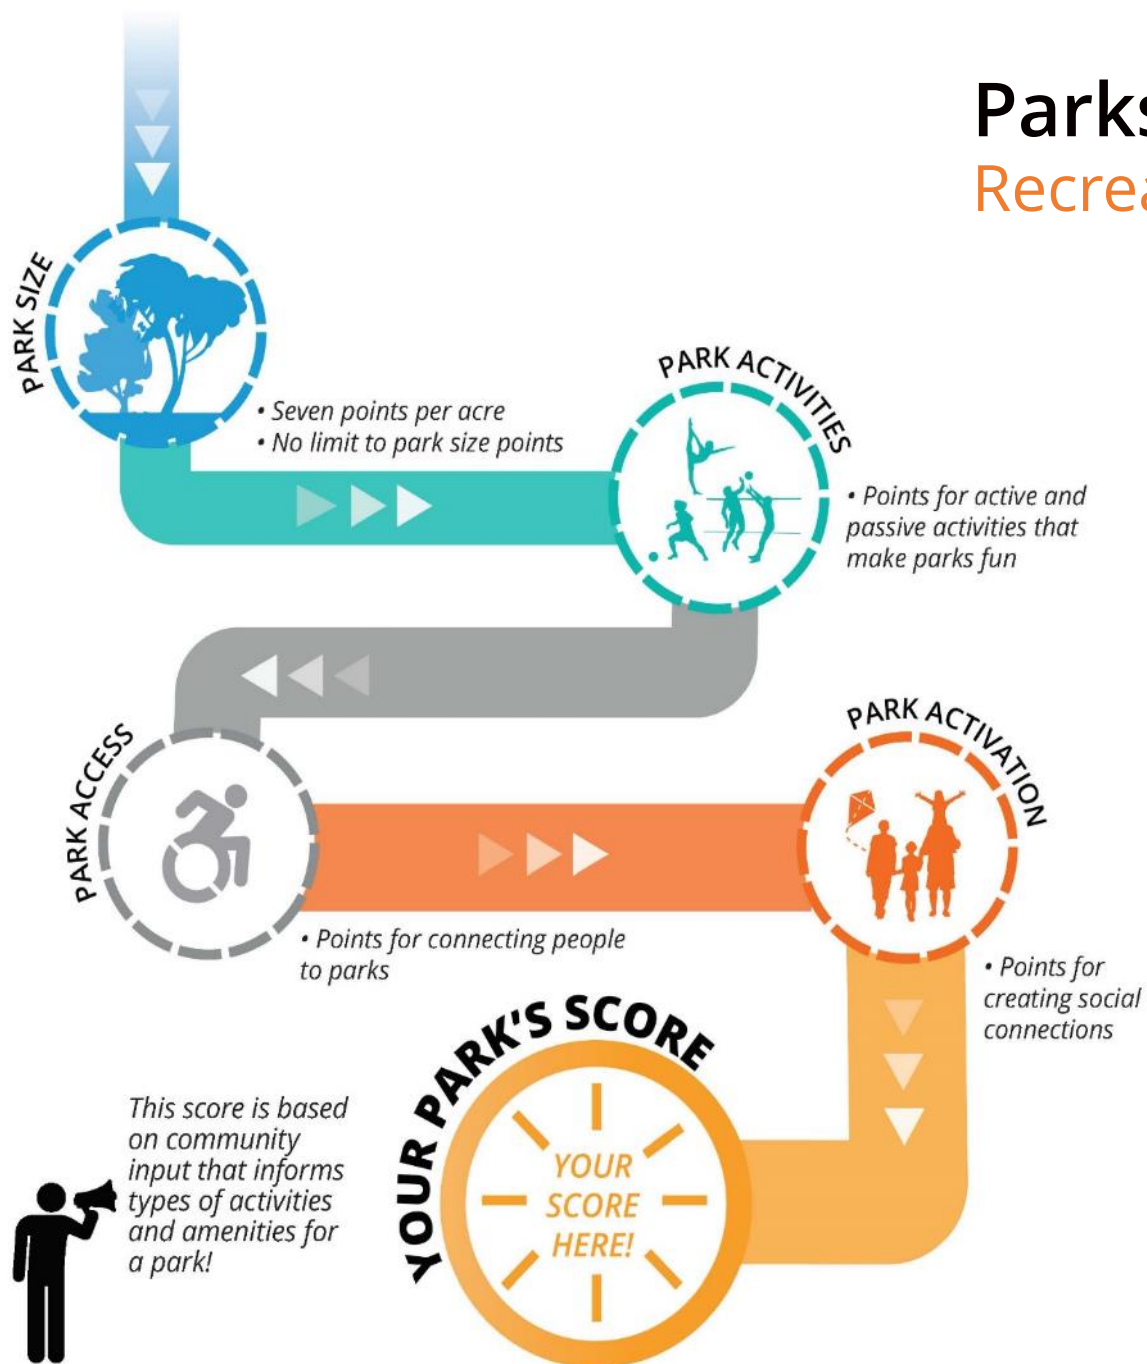 Parks
Recrea
PARK SIZE
• Seven points per acre
• No limit to park size points
PARK ACTIVITIES
• Points for active and
passive activities that
make parks fun
PARK ACCESS
• Points for connecting people
to parks
PARK ACTIVATION
• Points for
creating social
connections
YOUR PARK'S SCORE
YOUR
SCORE
HERE!
This score is based
on community
input that informs
types of activities
and amenities for
a park!